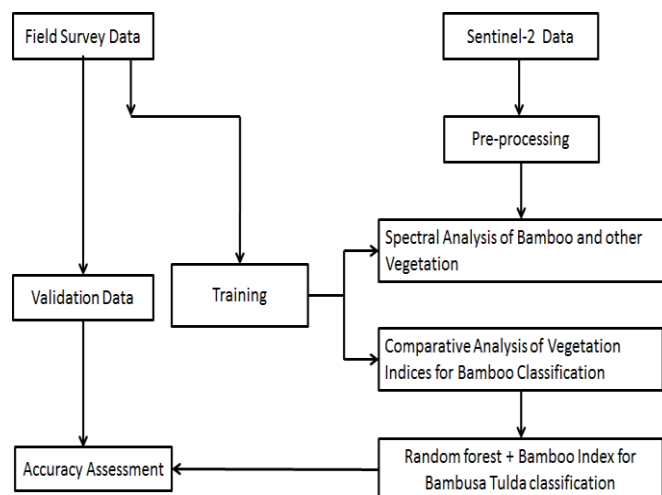 Field Survey Data
Sentinel-2 Data
Pre-processing
Spectral Analysis of Bamboo and other
Vegetation
Validation Data
Training
Comparative Analysis of Vegetation
Indices for Bamboo Classification
Accuracy Assessment
Random forest + Bamboo Index for
Bambusa Tulda classification